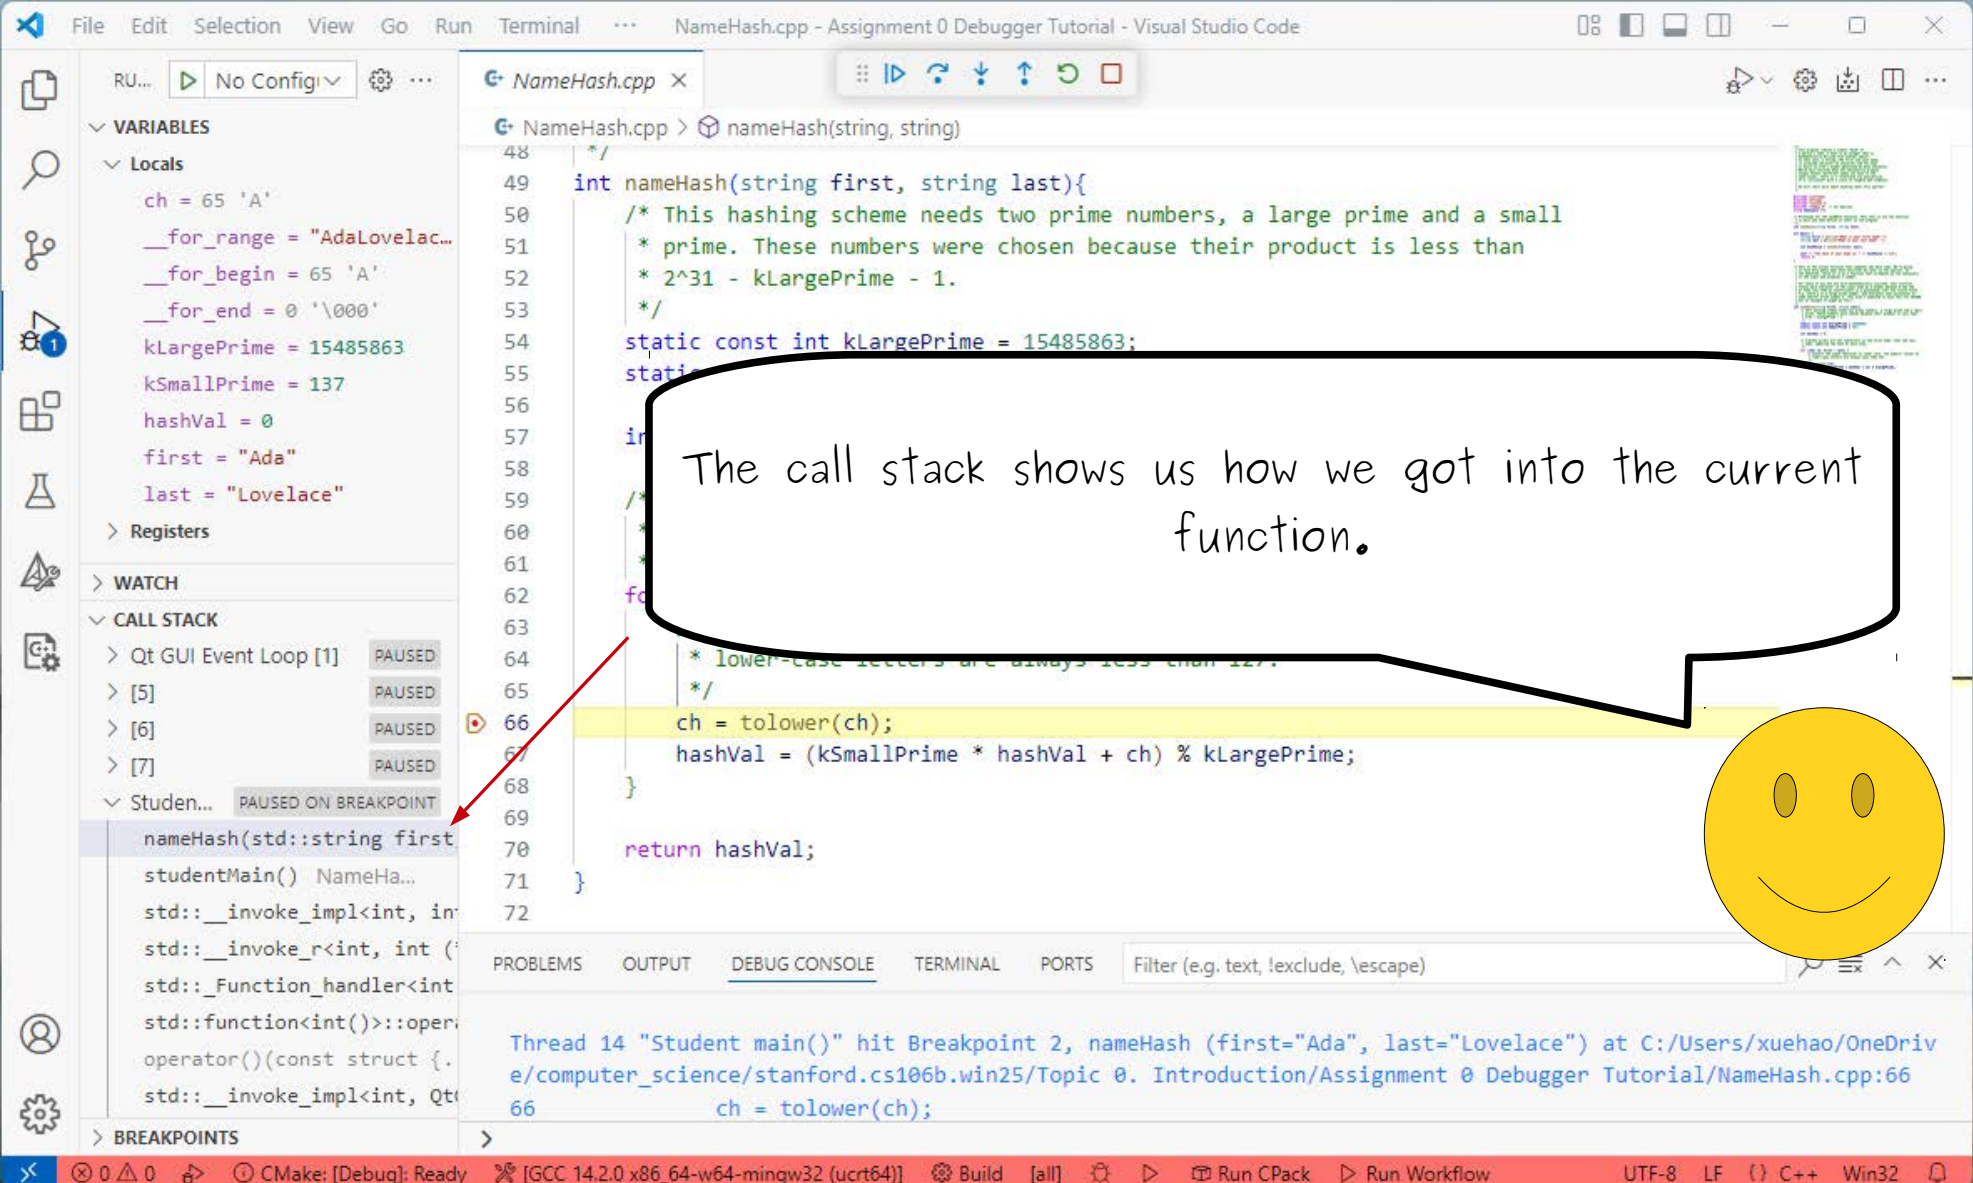 File Edit Selection View Go Run Terminal ··· NameHash.cpp - Assignment 0 Debugger Tutorial - Visual Studio Code
RU... No Config ···
NameHash.cpp
VARIABLES
Locals
ch = 65 'A'
__for_range = "AdaLovelac…
__for_begin = 65 'A'
__for_end = 0 '\000'
kLargePrime = 15485863
kSmallPrime = 137
hashVal = 0
first = "Ada"
last = "Lovelace"
Registers
WATCH
CALL STACK
Qt GUI Event Loop [1] PAUSED
[5] PAUSED
[6] PAUSED
[7] PAUSED
Studen... PAUSED ON BREAKPOINT
nameHash(std::string first
studentMain() NameHa...
std::__invoke_impl<int, in
std::__invoke_r<int, int (
std::_Function_handler<int
std::function<int()>::oper
operator()(const struct {.
std::__invoke_impl<int, Qt
BREAKPOINTS
NameHash.cpp > nameHash(string, string)
48 */
49 int nameHash(string first, string last){
50 /* This hashing scheme needs two prime numbers, a large prime and a small
51 * prime. These numbers were chosen because their product is less than
52 * 2^31 - kLargePrime - 1.
53 */
54 static const int kLargePrime = 15485863;
55 static
56
57 in
58
59 /*
60 *
61 *
62 fo
63
64 * lower-case letters are always less than 127.
65 */
66 ch = tolower(ch);
67 hashVal = (kSmallPrime * hashVal + ch) % kLargePrime;
68 }
69
70 return hashVal;
71 }
72
The call stack shows us how we got into the current
function.
PROBLEMS OUTPUT DEBUG CONSOLE TERMINAL PORTS Filter (e.g. text, !exclude, \escape)
Thread 14 "Student main()" hit Breakpoint 2, nameHash (first="Ada", last="Lovelace") at C:/Users/xuehao/OneDriv
e/computer_science/stanford.cs106b.win25/Topic 0. Introduction/Assignment 0 Debugger Tutorial/NameHash.cpp:66
66 ch = tolower(ch);
>
0 0 CMake: [Debug]: Ready [GCC 14.2.0 x86_64-w64-mingw32 (ucrt64)] Build [all] Run CPack Run Workflow UTF-8 LF {} C++ Win32